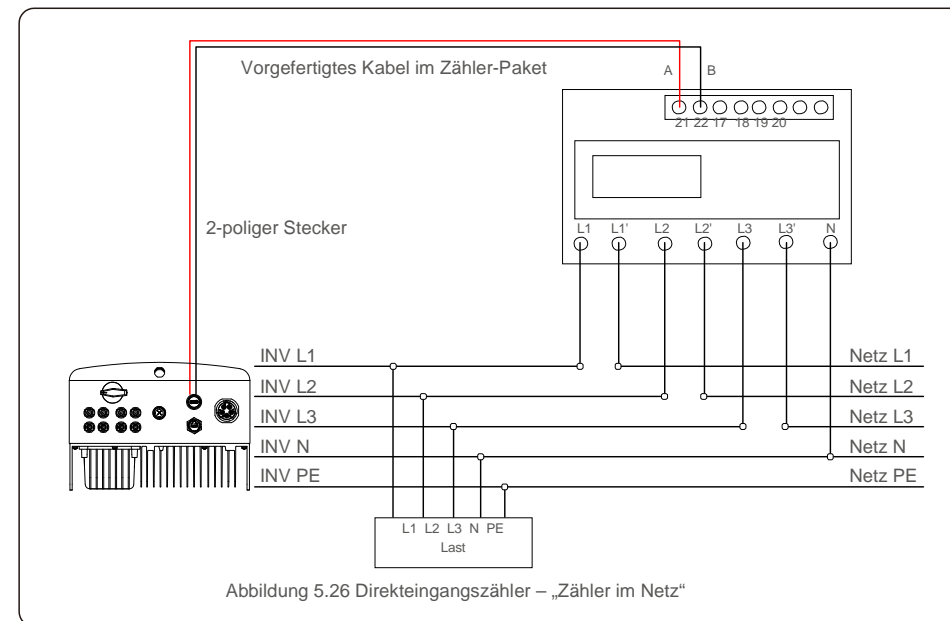 Vorgefertigtes Kabel im Zähler-Paket
A B
21 22 17 18 19 20
2-poliger Stecker
L1 L1' L2 L2' L3 L3' N
INV L1 Netz L1
INV L2 Netz L2
INV L3 Netz L3
INV N Netz N
INV PE Netz PE
L1 L2 L3 N PE
Last
Abbildung 5.26 Direkteingangszähler – „Zähler im Netz“